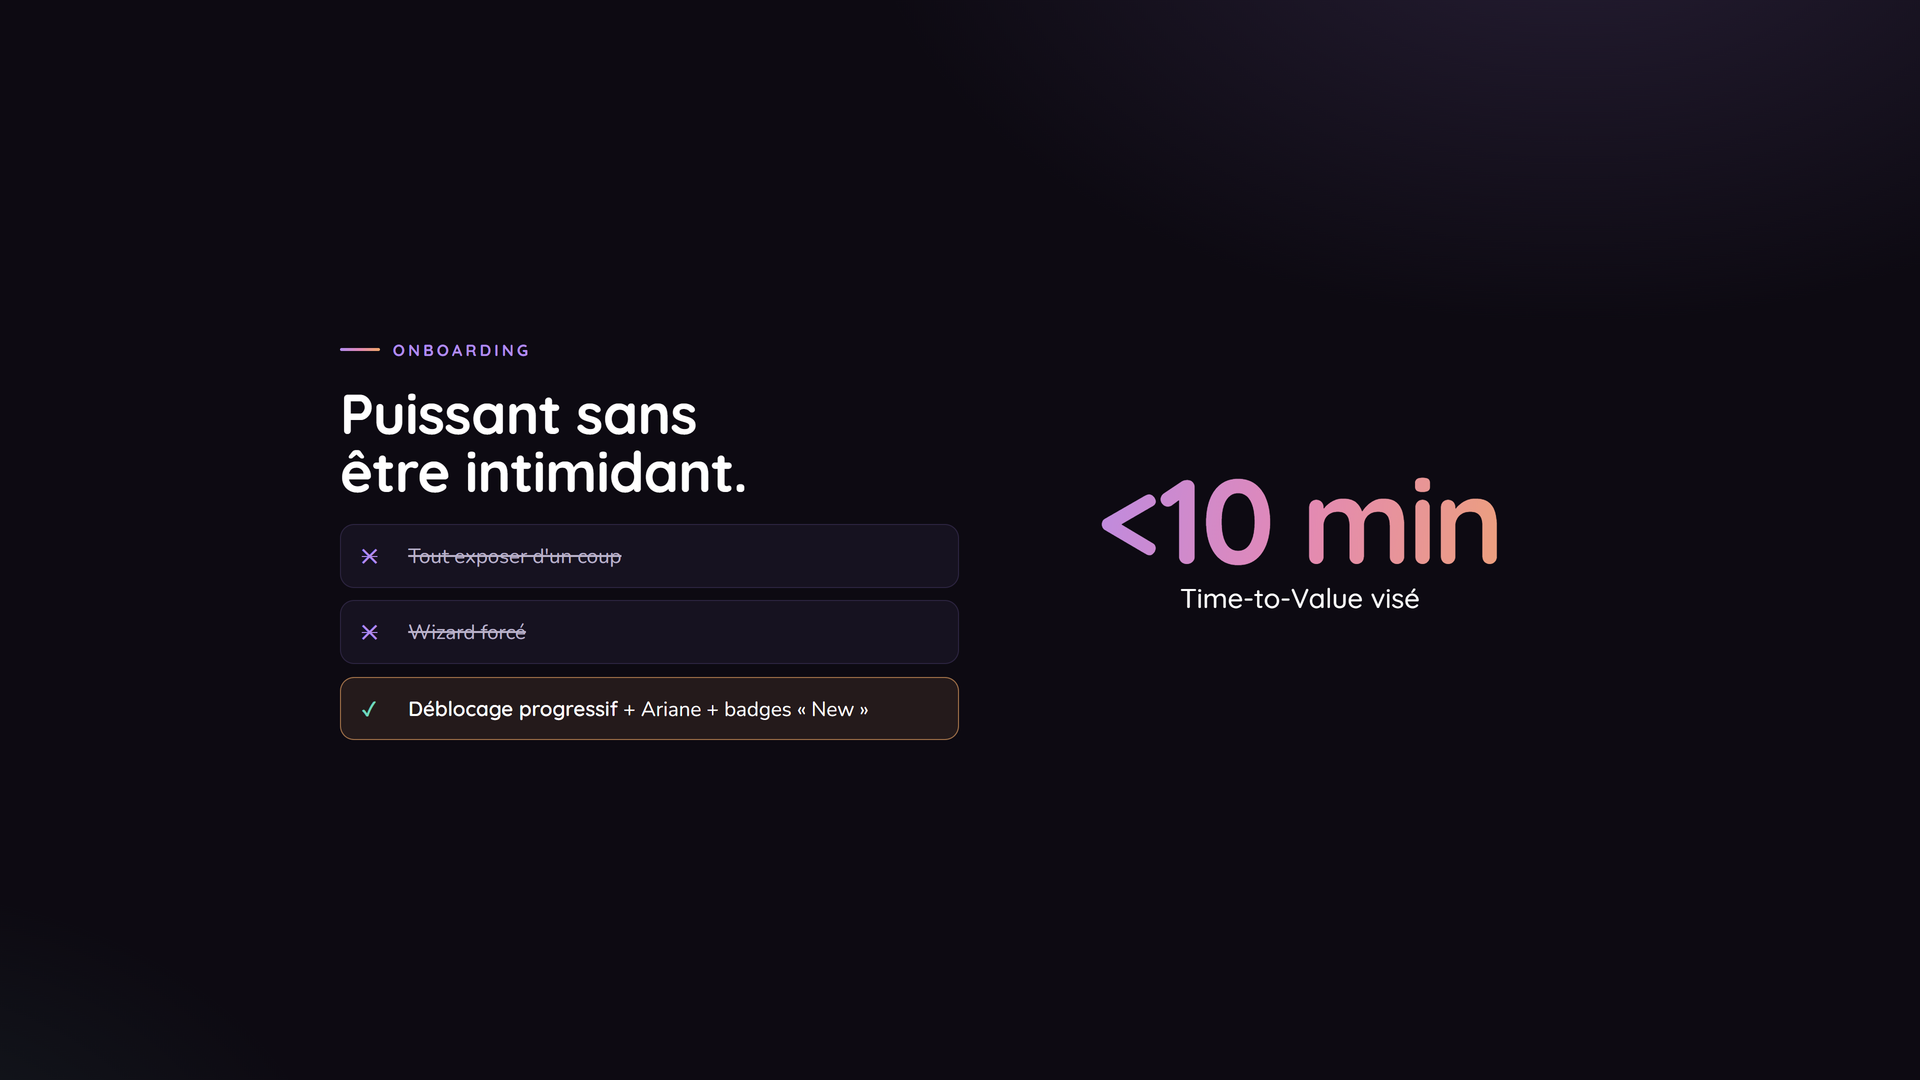 ONBOARDING
Puissant sans
être intimidant.
✕ Tout exposer d'un coup
✕ Wizard forcé
✓ Déblocage progressif + Ariane + badges « New »
<10 min
Time-to-Value visé